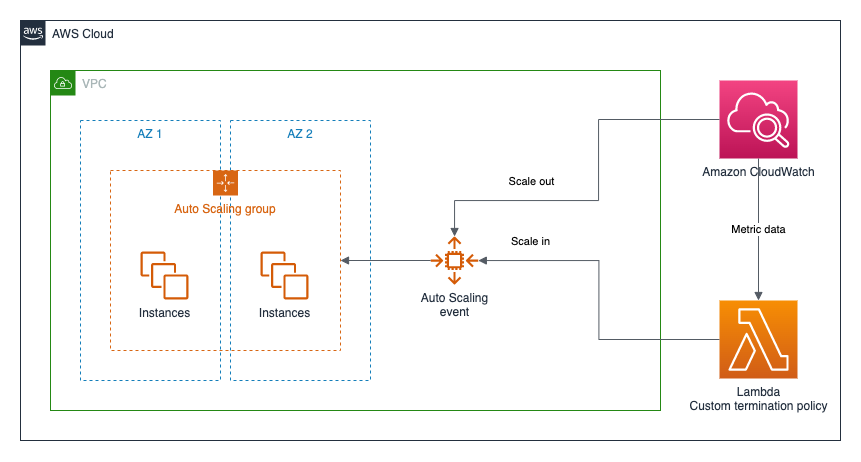 aws
AWS Cloud
VPC
AZ 1
AZ 2
Auto Scaling group
Instances
Instances
Scale out
Scale in
Auto Scaling
event
Amazon CloudWatch
Metric data
Lambda
Custom termination policy